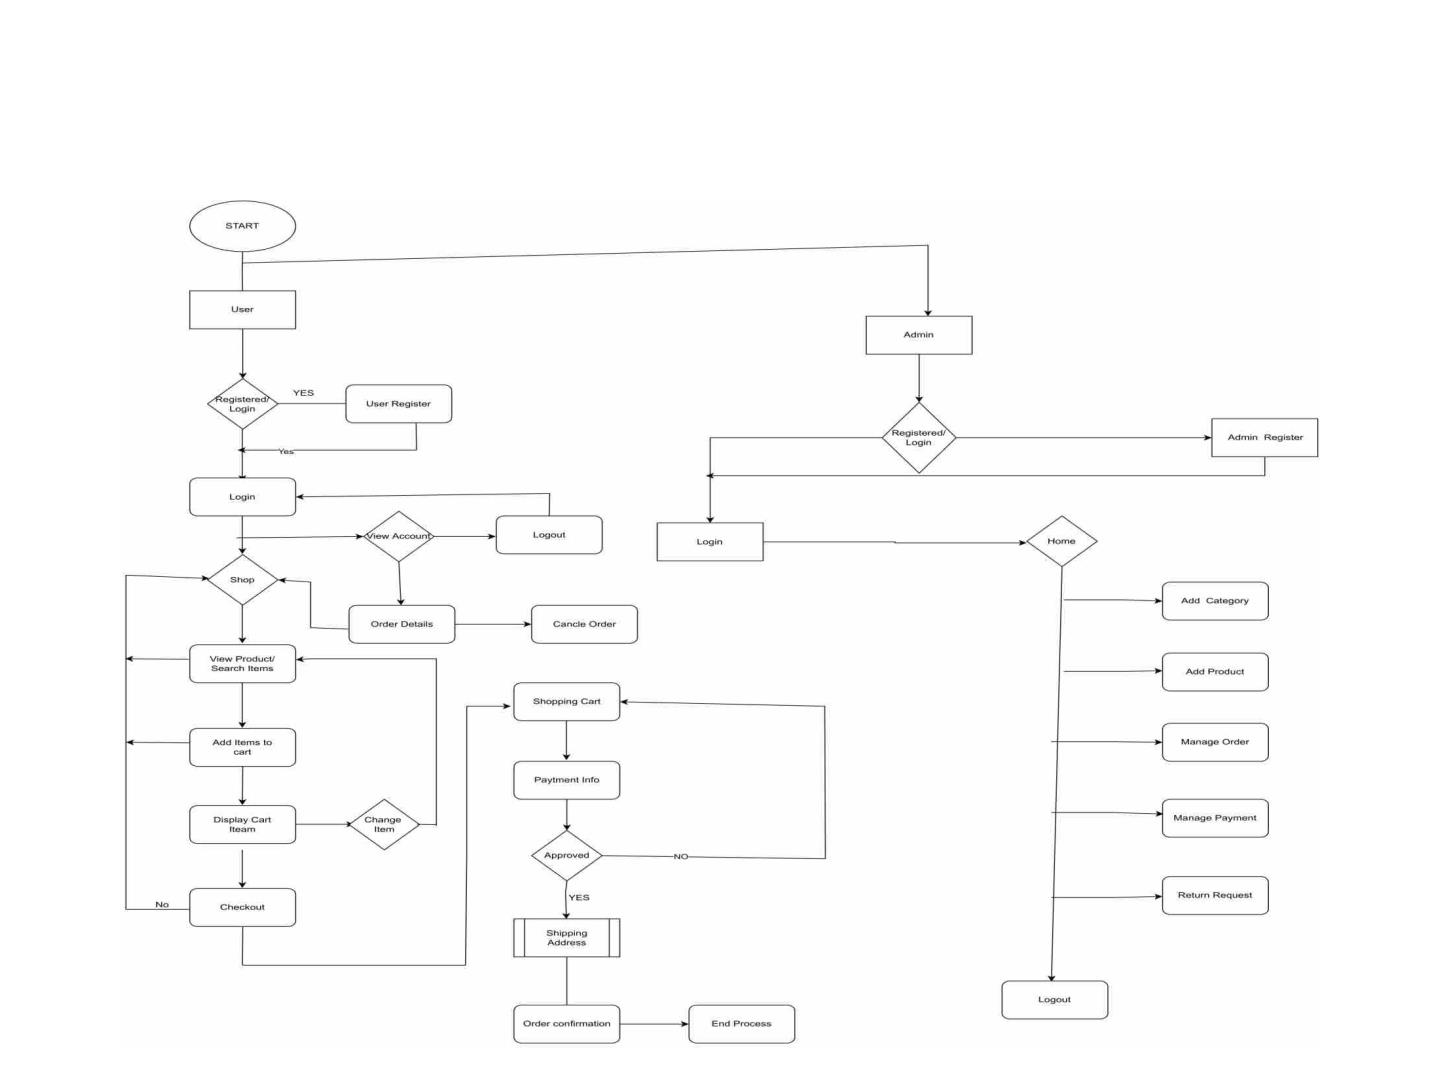 START
User
Admin
Registered/
Login
YES
User Register
Yes
Registered/
Login
Admin Register
Login
Logout
View Account
Login
Home
Shop
Order Details
Cancle Order
Add Category
View Product/
Search Items
Add Product
Shopping Cart
Add Items to
cart
Manage Order
Paytment Info
Display Cart
Iteam
Change
Item
Manage Payment
Approved
NO
YES
No
Checkout
Return Request
Shipping
Address
Logout
Order confirmation
End Process